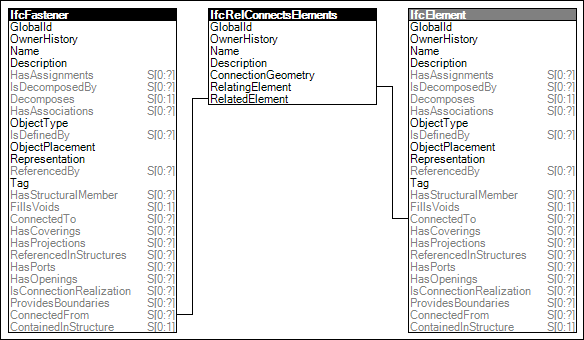 IfcFastener
GlobalId
OwnerHistory
Name
Description
HasAssignments S[0:?]
IsDecomposedBy S[0:?]
Decomposes S[0:1]
HasAssociations S[0:?]
ObjectType
IsDefinedBy S[0:?]
ObjectPlacement
Representation
ReferencedBy S[0:?]
Tag
HasStructuralMember S[0:?]
FillsVoids S[0:1]
ConnectedTo S[0:?]
HasCoverings S[0:?]
HasProjections S[0:?]
ReferencedInStructures S[0:?]
HasPorts S[0:?]
HasOpenings S[0:?]
IsConnectionRealization S[0:?]
ProvidesBoundaries S[0:?]
ConnectedFrom S[0:?]
ContainedInStructure S[0:1]
IfcRelConnectsElements
GlobalId
OwnerHistory
Name
Description
ConnectionGeometry
RelatingElement
RelatedElement
IfcElement
GlobalId
OwnerHistory
Name
Description
HasAssignments S[0:?]
IsDecomposedBy S[0:?]
Decomposes S[0:1]
HasAssociations S[0:?]
ObjectType
IsDefinedBy S[0:?]
ObjectPlacement
Representation
ReferencedBy S[0:?]
Tag
HasStructuralMember S[0:?]
FillsVoids S[0:1]
ConnectedTo S[0:?]
HasCoverings S[0:?]
HasProjections S[0:?]
ReferencedInStructures S[0:?]
HasPorts S[0:?]
HasOpenings S[0:?]
IsConnectionRealization S[0:?]
ProvidesBoundaries S[0:?]
ConnectedFrom S[0:?]
ContainedInStructure S[0:1]